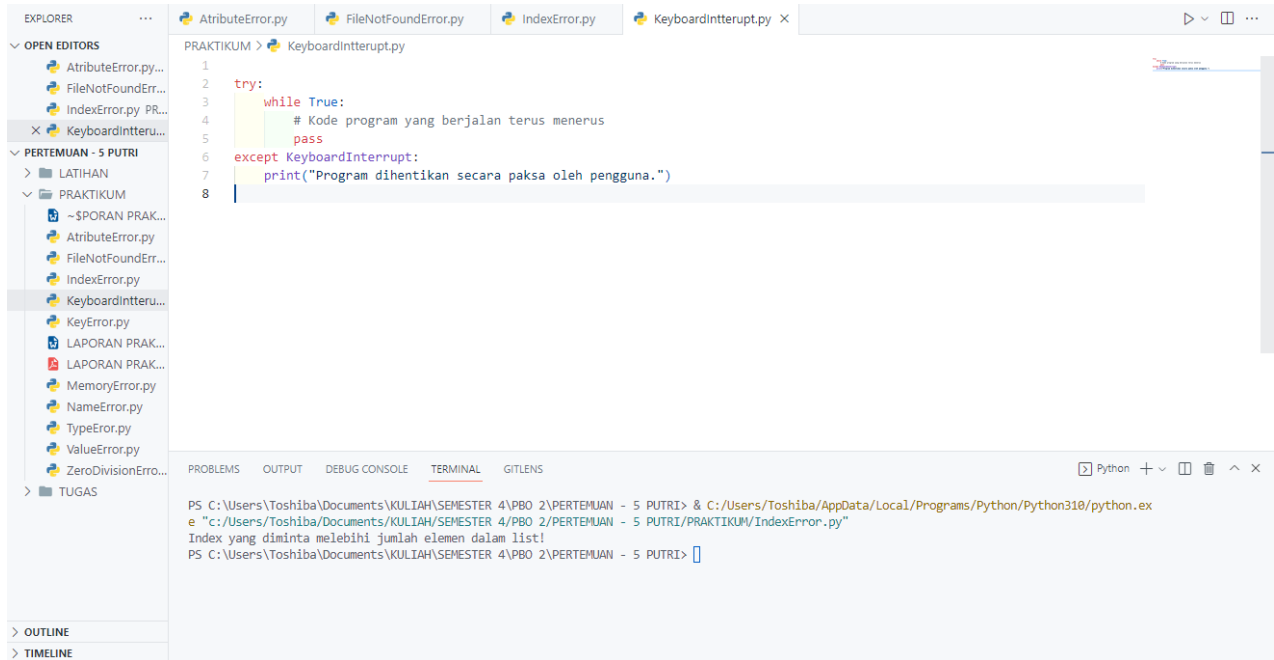 EXPLORER
OPEN EDITORS
AtributeError.py...
FileNotFoundErr...
IndexError.py PR...
KeyboardIntteru...
PERTEMUAN - 5 PUTRI
LATIHAN
PRAKTIKUM
~$PORAN PRAK...
AtributeError.py
FileNotFoundErr...
IndexError.py
KeyboardIntteru...
KeyError.py
LAPORAN PRAK...
LAPORAN PRAK...
MemoryError.py
NameError.py
TypeEror.py
ValueError.py
ZeroDivisionErro...
TUGAS
OUTLINE
TIMELINE
AtributeError.py FileNotFoundError.py IndexError.py KeyboardIntterupt.py
PRAKTIKUM > KeyboardIntterupt.py
1
2 try:
3 while True:
4 # Kode program yang berjalan terus menerus
5 pass
6 except KeyboardInterrupt:
7 print("Program dihentikan secara paksa oleh pengguna.")
8
PROBLEMS OUTPUT DEBUG CONSOLE TERMINAL GITLENS Python
PS C:\Users\Toshiba\Documents\KULIAH\SEMESTER 4\PBO 2\PERTEMUAN - 5 PUTRI> & C:/Users/Toshiba/AppData/Local/Programs/Python/Python310/python.ex
e "c:/Users/Toshiba/Documents/KULIAH/SEMESTER 4/PBO 2/PERTEMUAN - 5 PUTRI/PRAKTIKUM/IndexError.py"
Index yang diminta melebihi jumlah elemen dalam list!
PS C:\Users\Toshiba\Documents\KULIAH\SEMESTER 4\PBO 2\PERTEMUAN - 5 PUTRI>